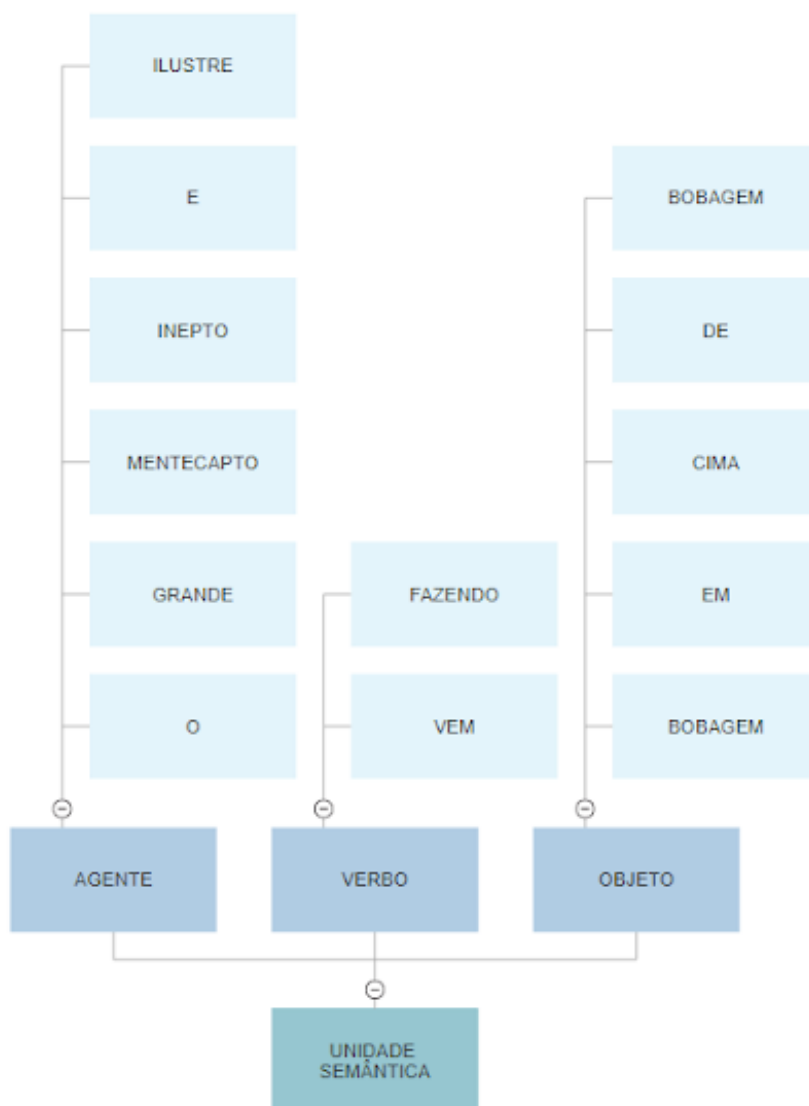 ILUSTRE
E
BOBAGEM
INEPTO
DE
MENTECAPTO
CIMA
GRANDE
FAZENDO
EM
O
VEM
BOBAGEM
AGENTE
VERBO
OBJETO
UNIDADE
SEMÂNTICA